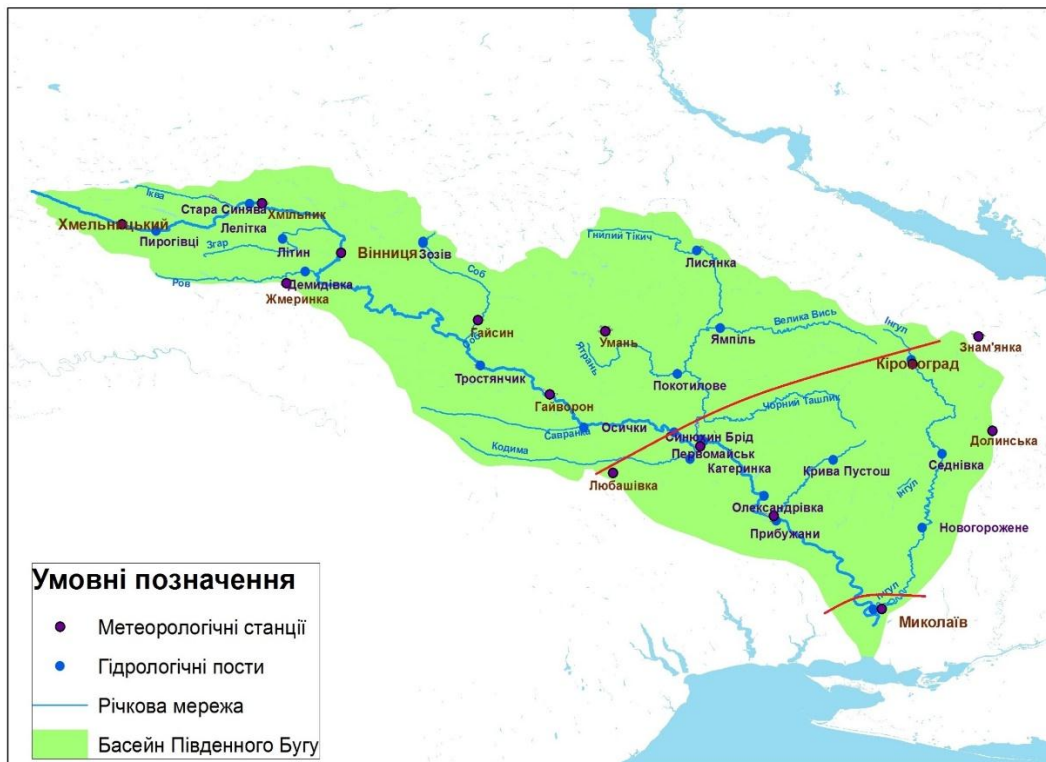 Іква
Стара Синява
Хмільник
Хмельницький
Лелітка
Пирогівці
Згар
Літин
Вінниця
Зозів
Гнилий Тікич
Лисянка
Ров
Демидівка
Соб
Жмеринка
Гайсин
Соб
Умань
Ятрань
Велика Вись
Інгул
Ямпіль
Знам'янка
Кіровоград
Тростянчик
Покотилове
Гайворон
Чорний Ташлик
Савранка
Осички
Синюхин Брід
Долинська
Кодима
Первомайськ
Седнівка
Катеринка
Крива Пустош
Любашівка
Інгул
Олександрівка
Прибужани
Новогорожене
Інгул
Миколаїв
Умовні позначення
Метеорологічні станції
Гідрологічні пости
Річкова мережа
Басейн Південного Бугу